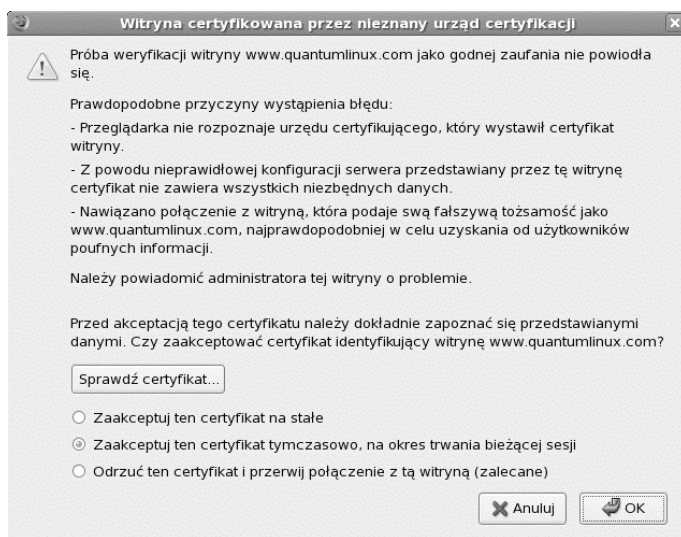 Witryna certyfikowana przez nieznany urząd certyfikacji
Próba weryfikacji witryny www.quantumlinux.com jako godnej zaufania nie powiodła
się.
Prawdopodobne przyczyny wystąpienia błędu:
- Przeglądarka nie rozpoznaje urzędu certyfikującego, który wystawił certyfikat
witryny.
- Z powodu nieprawidłowej konfiguracji serwera przedstawiany przez tę witrynę
certyfikat nie zawiera wszystkich niezbędnych danych.
- Nawiązano połączenie z witryną, która podaje swą fałszywą tożsamość jako
www.quantumlinux.com, najprawdopodobniej w celu uzyskania od użytkowników
poufnych informacji.
Należy powiadomić administratora tej witryny o problemie.
Przed akceptacją tego certyfikatu należy dokładnie zapoznać się przedstawianymi
danymi. Czy zaakceptować certyfikat identyfikujący witrynę www.quantumlinux.com?
Sprawdź certyfikat...
Zaakceptuj ten certyfikat na stałe
Zaakceptuj ten certyfikat tymczasowo, na okres trwania bieżącej sesji
Odrzuć ten certyfikat i przerwij połączenie z tą witryną (zalecane)
Anuluj OK